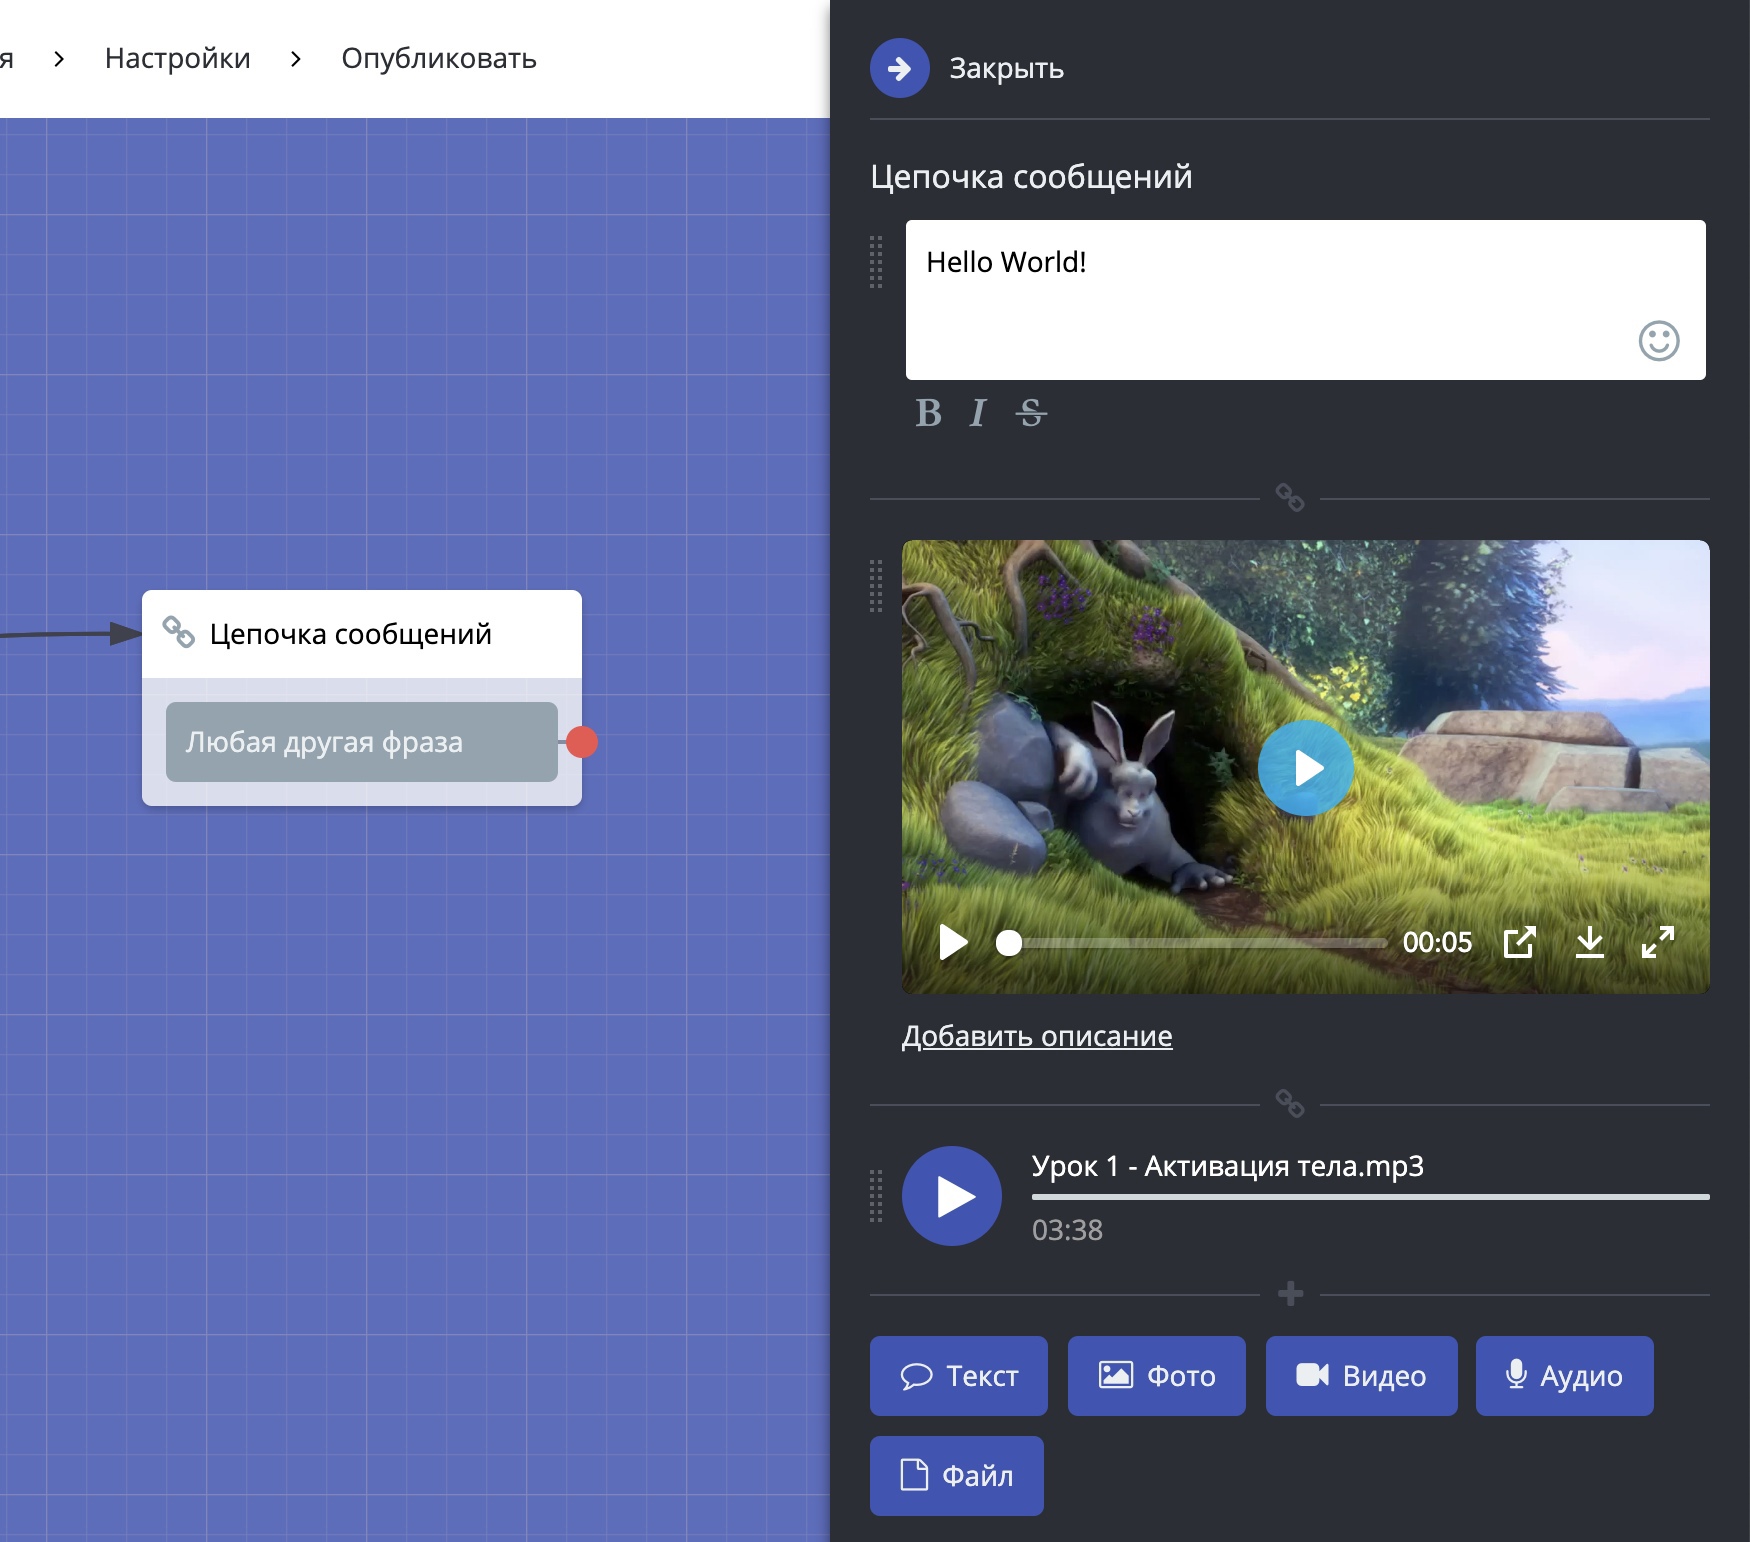 я
Настройки
Опубликовать
Закрыть
Цепочка сообщений
Hello World!
B I S
Цепочка сообщений
Любая другая фраза
00:05
Добавить описание
Урок 1 - Активация тела.mp3
03:38
Текст
Фото
Видео
Аудио
Файл